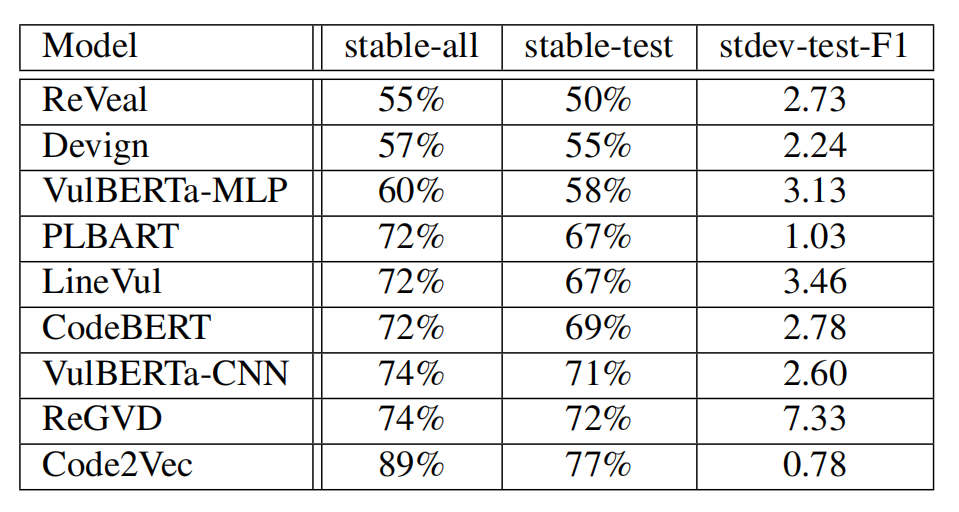 Model stable-all stable-test stdev-test-F1
ReVeal 55% 50% 2.73
Devign 57% 55% 2.24
VulBERTa-MLP 60% 58% 3.13
PLBART 72% 67% 1.03
LineVul 72% 67% 3.46
CodeBERT 72% 69% 2.78
VulBERTa-CNN 74% 71% 2.60
ReGVD 74% 72% 7.33
Code2Vec 89% 77% 0.78